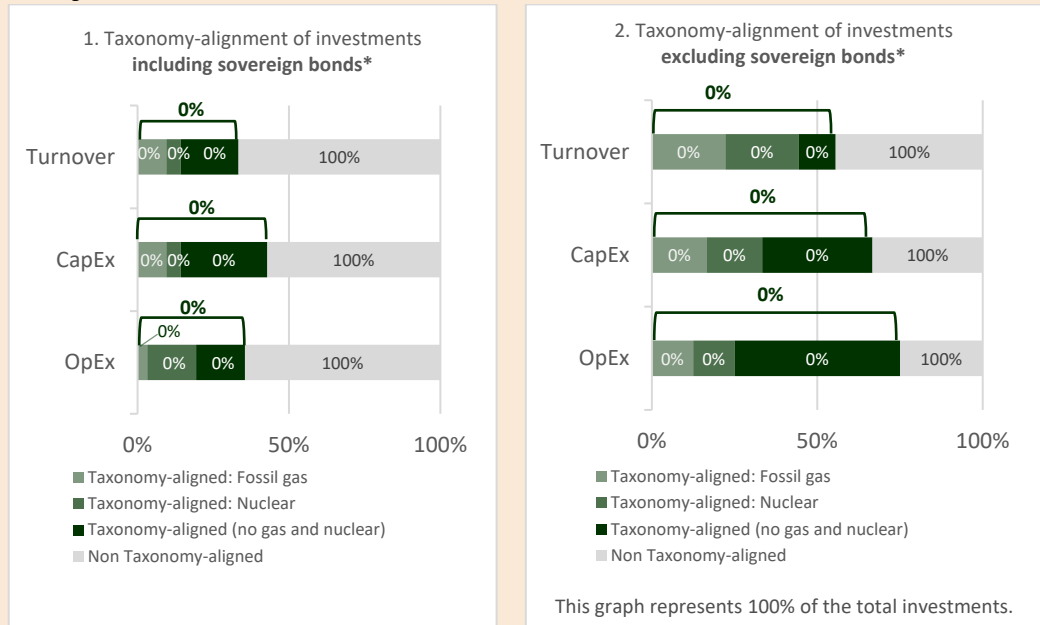 1. Taxonomy-alignment of investments
including sovereign bonds*
0%
Turnover
0% 0% 0% 100%
0%
CapEx
0% 0% 0% 100%
0%
0%
OpEx
0% 0% 100%
0% 50% 100%
Taxonomy-aligned: Fossil gas
Taxonomy-aligned: Nuclear
Taxonomy-aligned (no gas and nuclear)
Non Taxonomy-aligned
2. Taxonomy-alignment of investments
excluding sovereign bonds*
0%
Turnover
0% 0% 0% 100%
0%
CapEx
0% 0% 0% 100%
0%
OpEx
0% 0% 0% 100%
0% 50% 100%
Taxonomy-aligned: Fossil gas
Taxonomy-aligned: Nuclear
Taxonomy-aligned (no gas and nuclear)
Non Taxonomy-aligned
This graph represents 100% of the total investments.